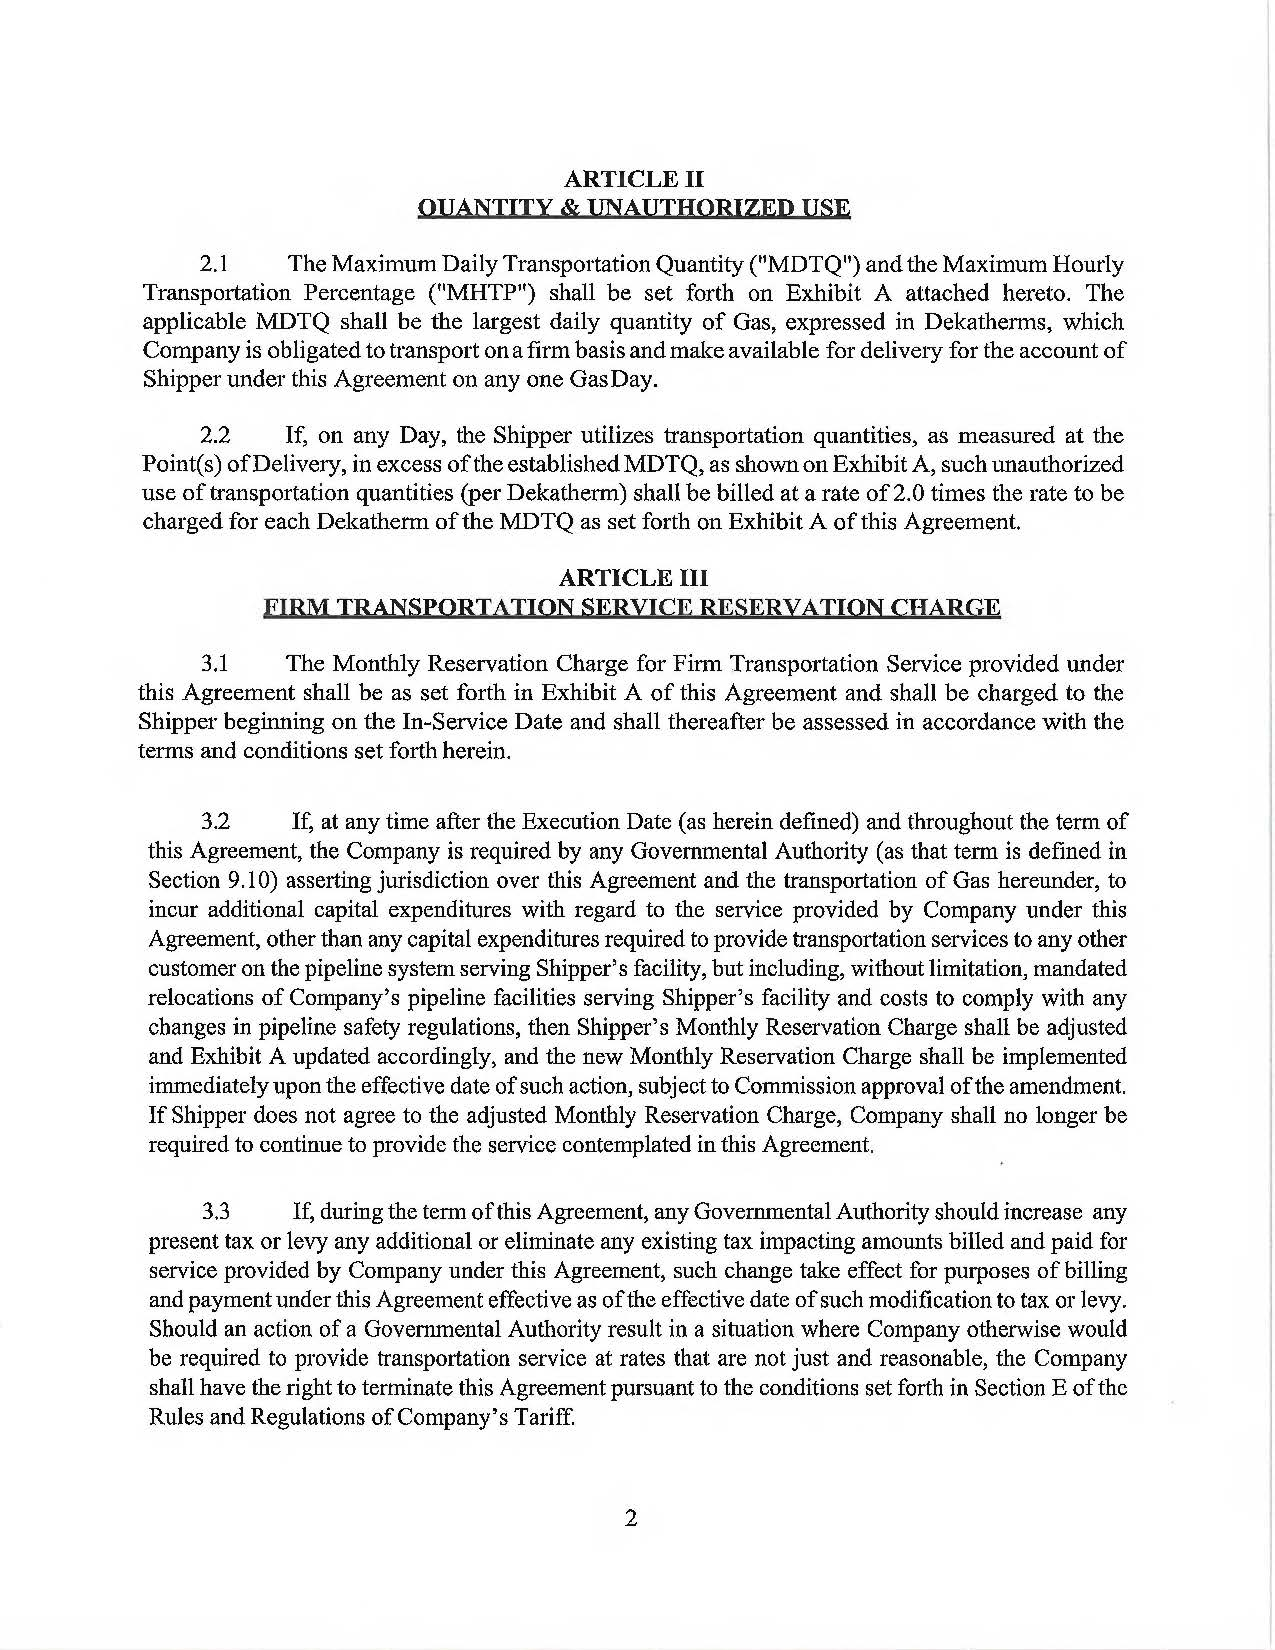 ARTICLE II
QUANTITY & UNAUTHORIZED USE
2.1 The Maximum Daily Transportation Quantity ("MDTQ") and the Maximum Hourly
Transportation Percentage ("MHTP") shall be set forth on Exhibit A attached hereto. The
applicable MDTQ shall be the largest daily quantity of Gas, expressed in Dekatherms, which
Company is obligated to transport on a firm basis and make available for delivery for the account of
Shipper under this Agreement on any one Gas Day.
2.2 If, on any Day, the Shipper utilizes transportation quantities, as measured at the
Point(s) of Delivery, in excess of the established MDTQ, as shown on Exhibit A, such unauthorized
use of transportation quantities (per Dekatherm) shall be billed at a rate of 2.0 times the rate to be
charged for each Dekatherm of the MDTQ as set forth on Exhibit A of this Agreement.
ARTICLE III
FIRM TRANSPORTATION SERVICE RESERVATION CHARGE
3.1 The Monthly Reservation Charge for Firm Transportation Service provided under
this Agreement shall be as set forth in Exhibit A of this Agreement and shall be charged to the
Shipper beginning on the In-Service Date and shall thereafter be assessed in accordance with the
terms and conditions set forth herein.
3.2 If, at any time after the Execution Date (as herein defined) and throughout the term of
this Agreement, the Company is required by any Governmental Authority (as that term is defined in
Section 9.10) asserting jurisdiction over this Agreement and the transportation of Gas hereunder, to
incur additional capital expenditures with regard to the service provided by Company under this
Agreement, other than any capital expenditures required to provide transportation services to any other
customer on the pipeline system serving Shipper's facility, but including, without limitation, mandated
relocations of Company's pipeline facilities serving Shipper's facility and costs to comply with any
changes in pipeline safety regulations, then Shipper's Monthly Reservation Charge shall be adjusted
and Exhibit A updated accordingly, and the new Monthly Reservation Charge shall be implemented
immediately upon the effective date of such action, subject to Commission approval of the amendment.
If Shipper does not agree to the adjusted Monthly Reservation Charge, Company shall no longer be
required to continue to provide the service contemplated in this Agreement.
3.3 If, during the term of this Agreement, any Governmental Authority should increase any
present tax or levy any additional or eliminate any existing tax impacting amounts billed and paid for
service provided by Company under this Agreement, such change take effect for purposes of billing
and payment under this Agreement effective as of the effective date of such modification to tax or levy.
Should an action of a Governmental Authority result in a situation where Company otherwise would
be required to provide transportation service at rates that are not just and reasonable, the Company
shall have the right to terminate this Agreement pursuant to the conditions set forth in Section E of the
Rules and Regulations of Company's Tariff.
2